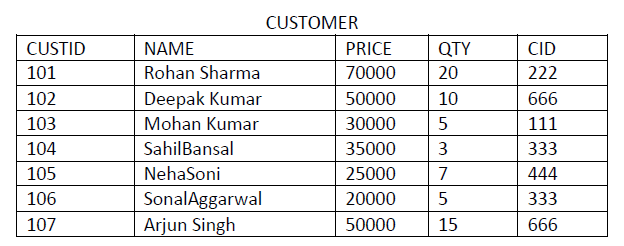 CUSTOMER
CUSTID NAME PRICE QTY CID
101 Rohan Sharma 70000 20 222
102 Deepak Kumar 50000 10 666
103 Mohan Kumar 30000 5 111
104 SahilBansal 35000 3 333
105 NehaSoni 25000 7 444
106 SonalAggarwal 20000 5 333
107 Arjun Singh 50000 15 666